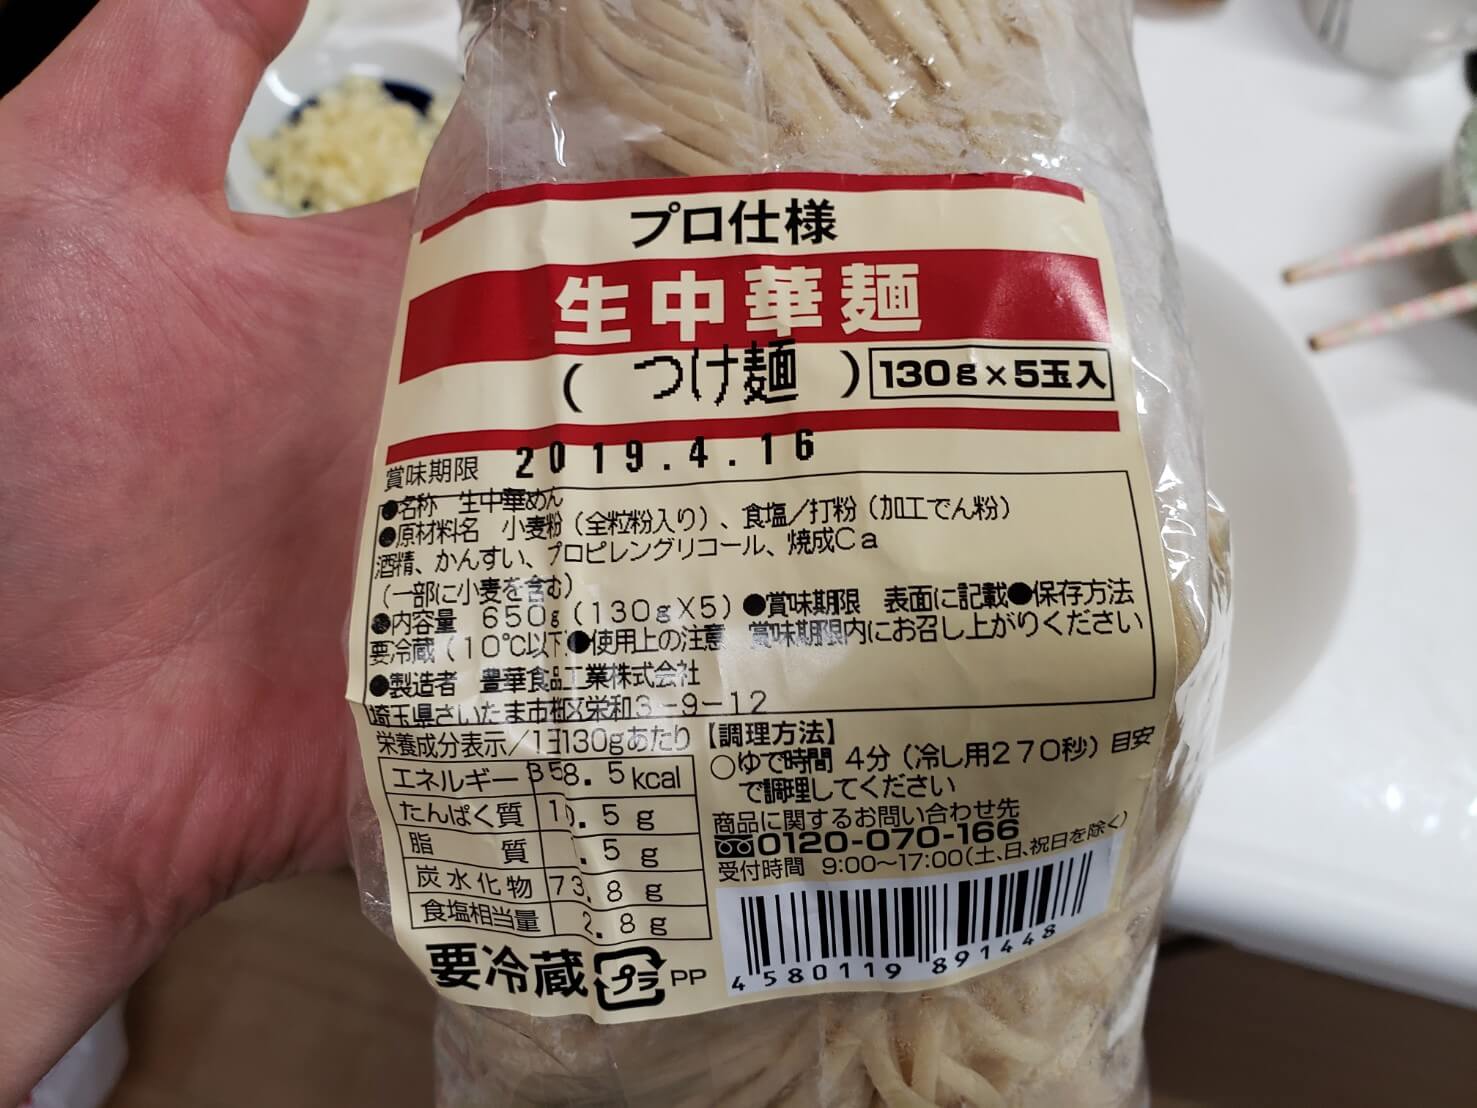 プロ仕様
生中華麺
( つけ麺 ) 130g×5玉入
賞味期限 2019.4.16
●名称 生中華めん
●原材料名 小麦粉（全粒粉入り）、食塩／打粉（加工でん粉）
酒精、かんすい、プロピレングリコール、焼成Ca
（一部に小麦を含む）
●内容量 650g（130g×5）●賞味期限 表面に記載●保存方法
要冷蔵（10℃以下 ●使用上の注意 賞味期限内にお召し上がりください
●製造者 豊華食品工業株式会社
埼玉県さいたま市桜区栄和3-9-12
栄養成分表示／1玉130gあたり
エネルギー 358.5kcal
たんぱく質 10.5g
脂質 .5g
炭水化物 73.8g
食塩相当量 2.8g
【調理方法】
○ゆで時間 4分（冷し用270秒）目安
で調理してください
商品に関するお問い合わせ先
0120-070-166
受付時間 9:00～17:00(土、日、祝日を除く)
要冷蔵 プラ PP
4 580119 891448